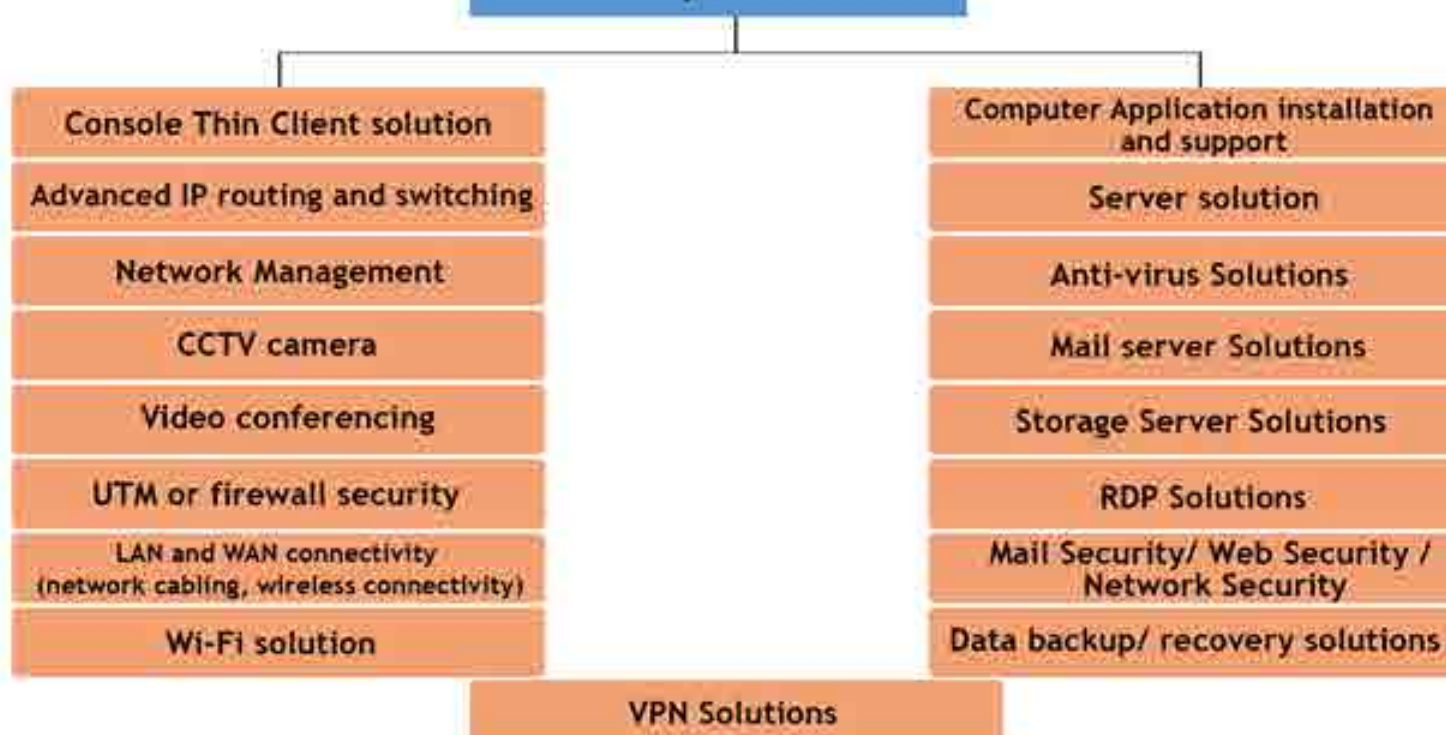 Console Thin Client solution
Advanced IP routing and switching
Network Management
CCTV camera
Video conferencing
UTM or firewall security
LAN and WAN connectivity
(network cabling, wireless connectivity)
Wi-Fi solution
Computer Application installation
and support
Server solution
Anti-virus Solutions
Mail server Solutions
Storage Server Solutions
RDP Solutions
Mail Security/ Web Security /
Network Security
Data backup/ recovery solutions
VPN Solutions